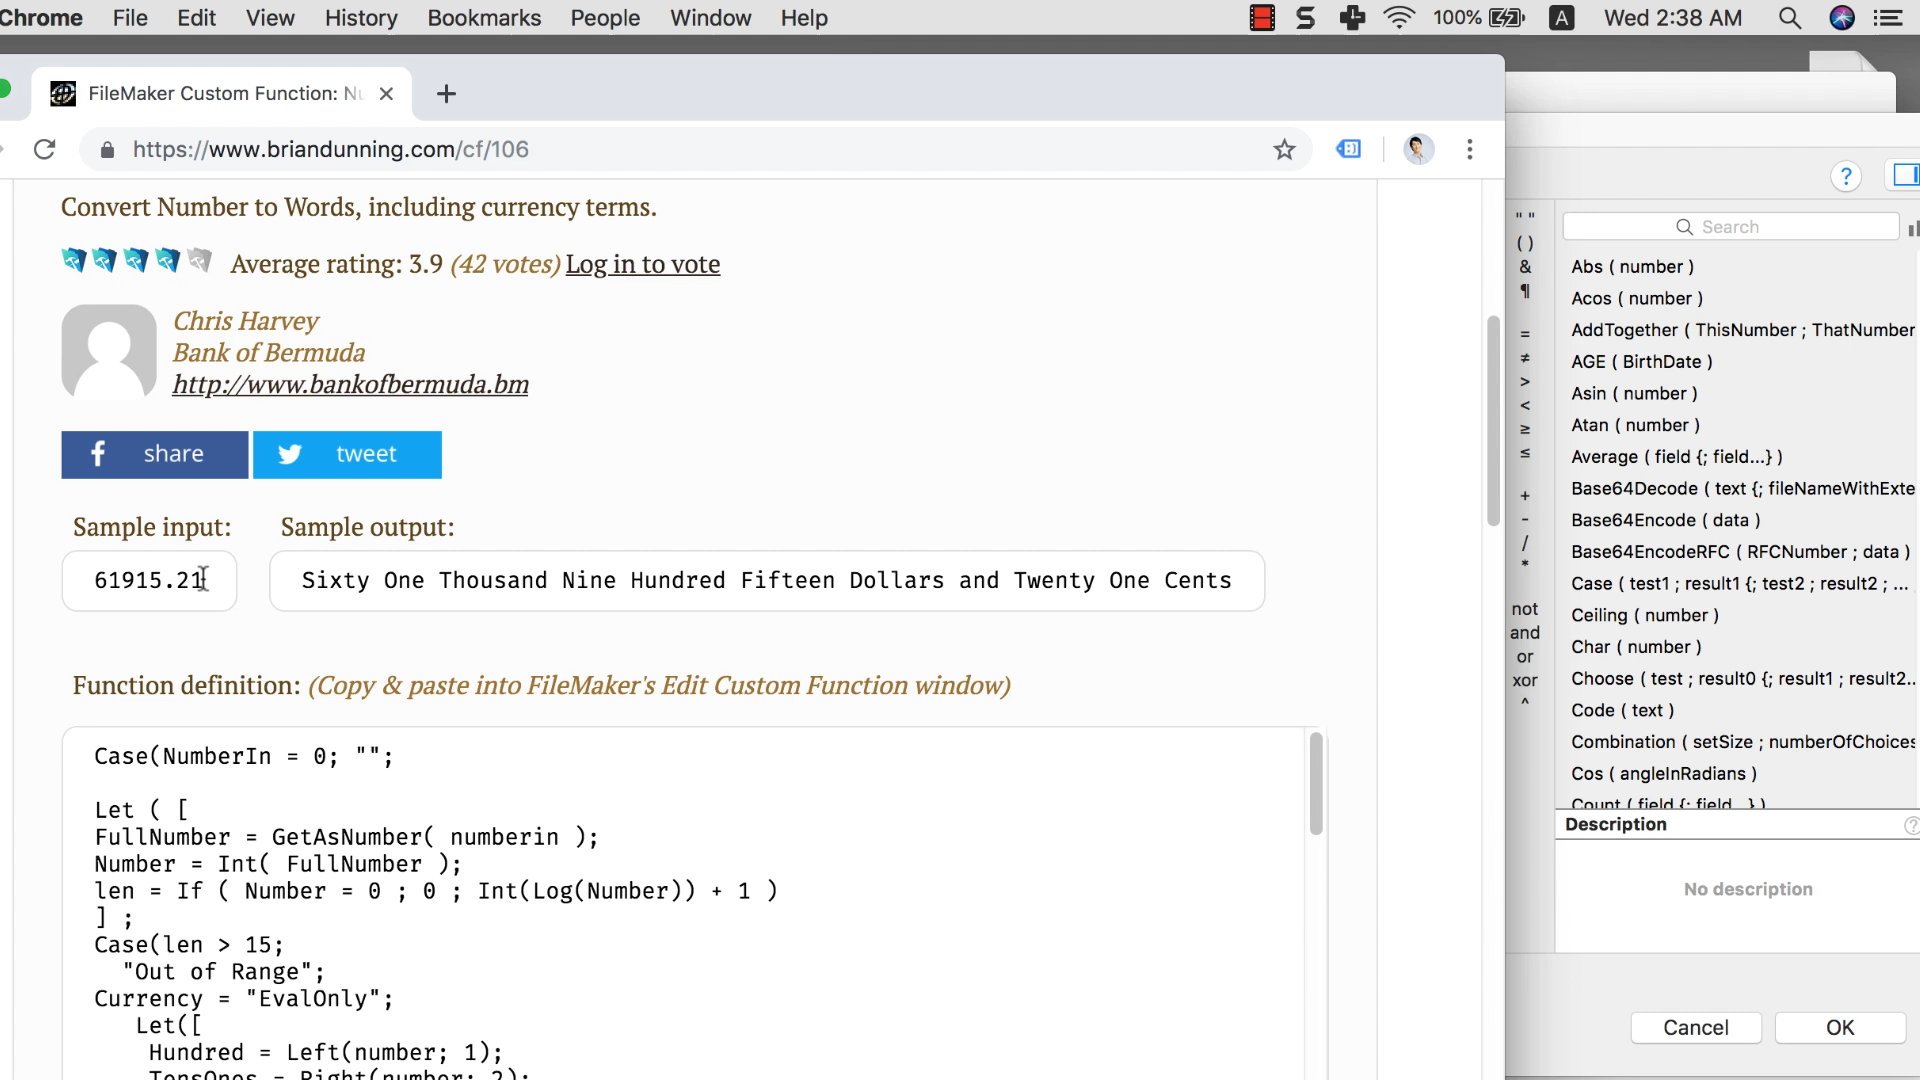 Chrome File Edit View History Bookmarks People Window Help 100% A Wed 2:38 AM
FileMaker Custom Function: Nu
https://www.briandunning.com/cf/106
Convert Number to Words, including currency terms.
Average rating: 3.9 (42 votes) Log in to vote
Chris Harvey
Bank of Bermuda
http://www.bankofbermuda.bm
share tweet
Sample input: Sample output:
61915.21 Sixty One Thousand Nine Hundred Fifteen Dollars and Twenty One Cents
Function definition: (Copy & paste into FileMaker's Edit Custom Function window)
Case(NumberIn = 0; "";
Let ( [
FullNumber = GetAsNumber( numberin );
Number = Int( FullNumber );
len = If ( Number = 0 ; 0 ; Int(Log(Number)) + 1 )
] ;
Case(len > 15;
"Out of Range";
Currency = "EvalOnly";
Let([
Hundred = Left(number; 1);
TensOnes = Right(number; 2);
?
" "
( )
&
¶
=
≠
>
<
≥
≤
+
-
/
*
not
and
or
xor
^
Search
Abs ( number )
Acos ( number )
AddTogether ( ThisNumber ; ThatNumber
AGE ( BirthDate )
Asin ( number )
Atan ( number )
Average ( field {; field...} )
Base64Decode ( text {; fileNameWithExte
Base64Encode ( data )
Base64EncodeRFC ( RFCNumber ; data )
Case ( test1 ; result1 {; test2 ; result2 ; ...
Ceiling ( number )
Char ( number )
Choose ( test ; result0 {; result1 ; result2...
Code ( text )
Combination ( setSize ; numberOfChoices
Cos ( angleInRadians )
Count ( field {; field...} )
Description ?
No description
Cancel OK